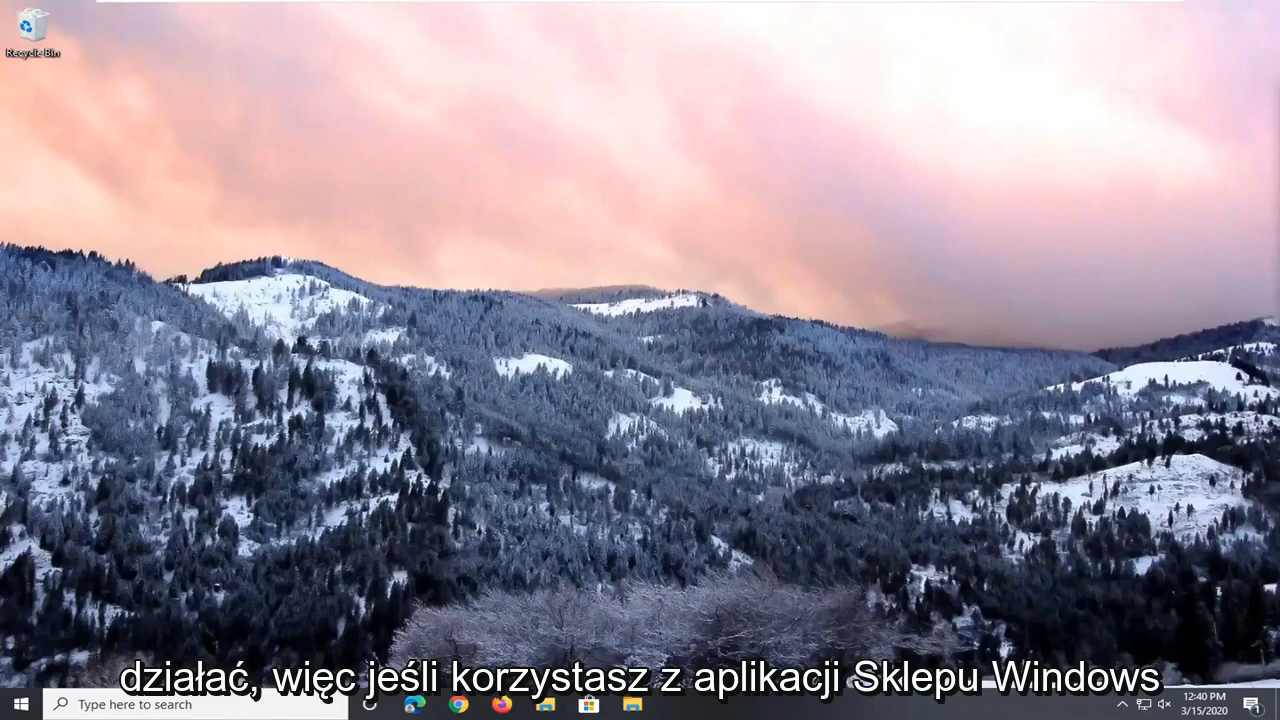 Recycle Bin
działać, więc jeśli korzystasz z aplikacji Sklepu Windows
Type here to search
12:40 PM
3/15/2020
1